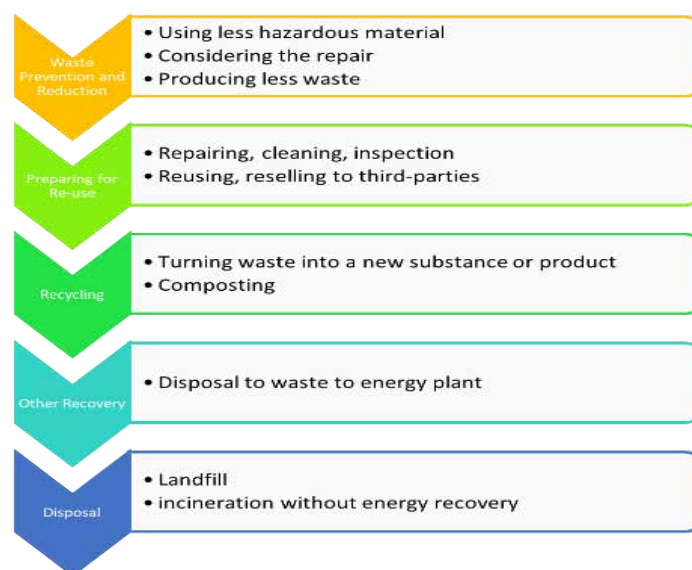 Waste
Prevention and
Reduction
• Using less hazardous material
• Considering the repair
• Producing less waste
Preparing for
Re-use
• Repairing, cleaning, inspection
• Reusing, reselling to third-parties
Recycling
• Turning waste into a new substance or product
• Composting
Other Recovery
• Disposal to waste to energy plant
Disposal
• Landfill
• incineration without energy recovery